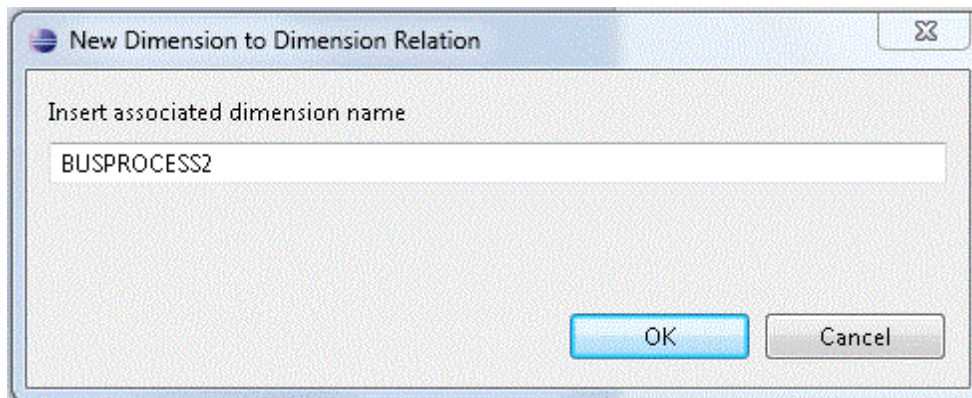 New Dimension to Dimension Relation
Insert associated dimension name
BUSPROCESS2
OK Cancel